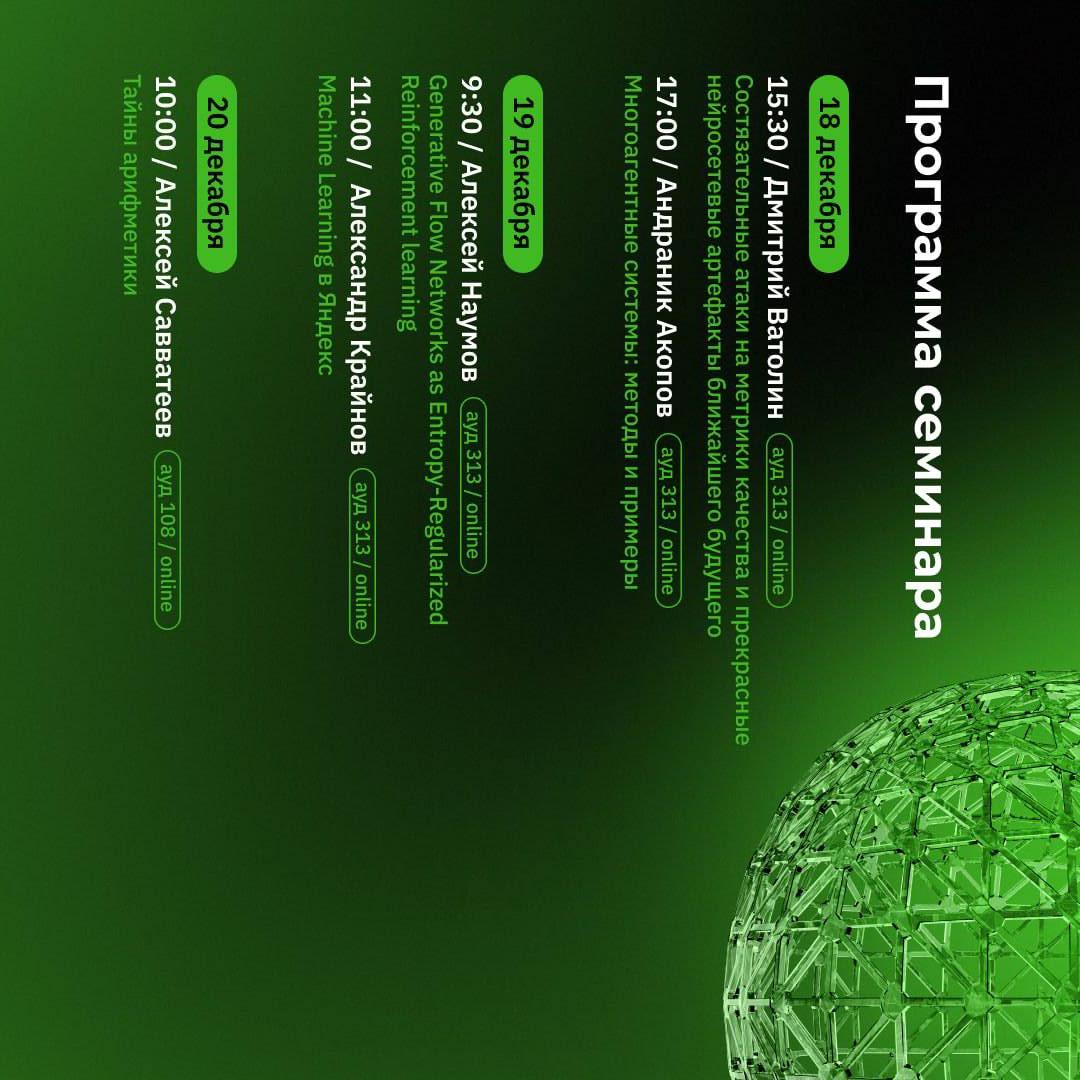 Программа семинара
18 декабря
15:30 / Дмитрий Ватолин ауд 313 / online
Состязательные атаки на метрики качества и прекрасные
нейросетевые артефакты ближайшего будущего
17:00 / Андраник Акопов ауд 313 / online
Многоагентные системы: методы и примеры
19 декабря
9:30 / Алексей Наумов ауд 313 / online
Generative Flow Networks as Entropy-Regularized
Reinforcement learning
11:00 / Александр Крайнов ауд 313 / online
Machine Learning в Яндекс
20 декабря
10:00 / Алексей Савватеев ауд 108 / online
Тайны арифметики